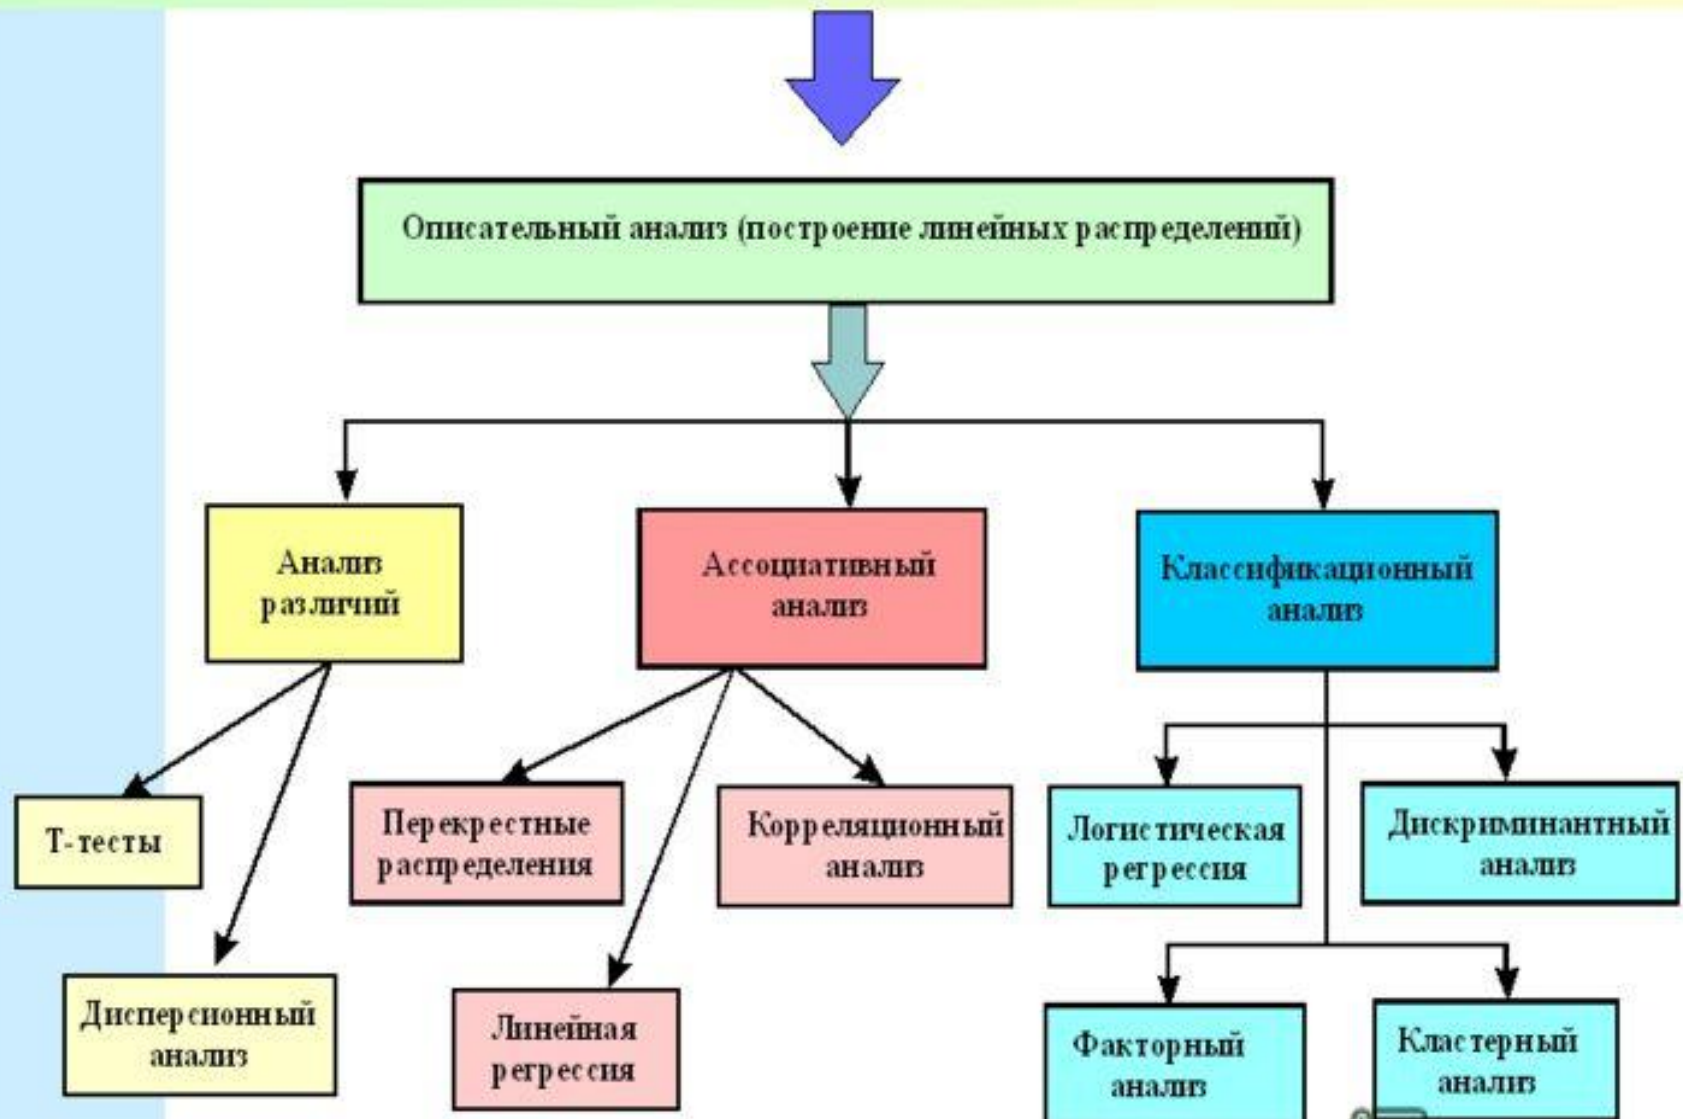 Описательный анализ (построение линейных распределений)
Анализ
различий
Ассоциативный
анализ
Классификационный
анализ
Т-тесты
Перекрестные
распределения
Корреляционный
анализ
Логистическая
регрессия
Дискриминантный
анализ
Дисперсионный
анализ
Линейная
регрессия
Факторный
анализ
Кластерный
анализ